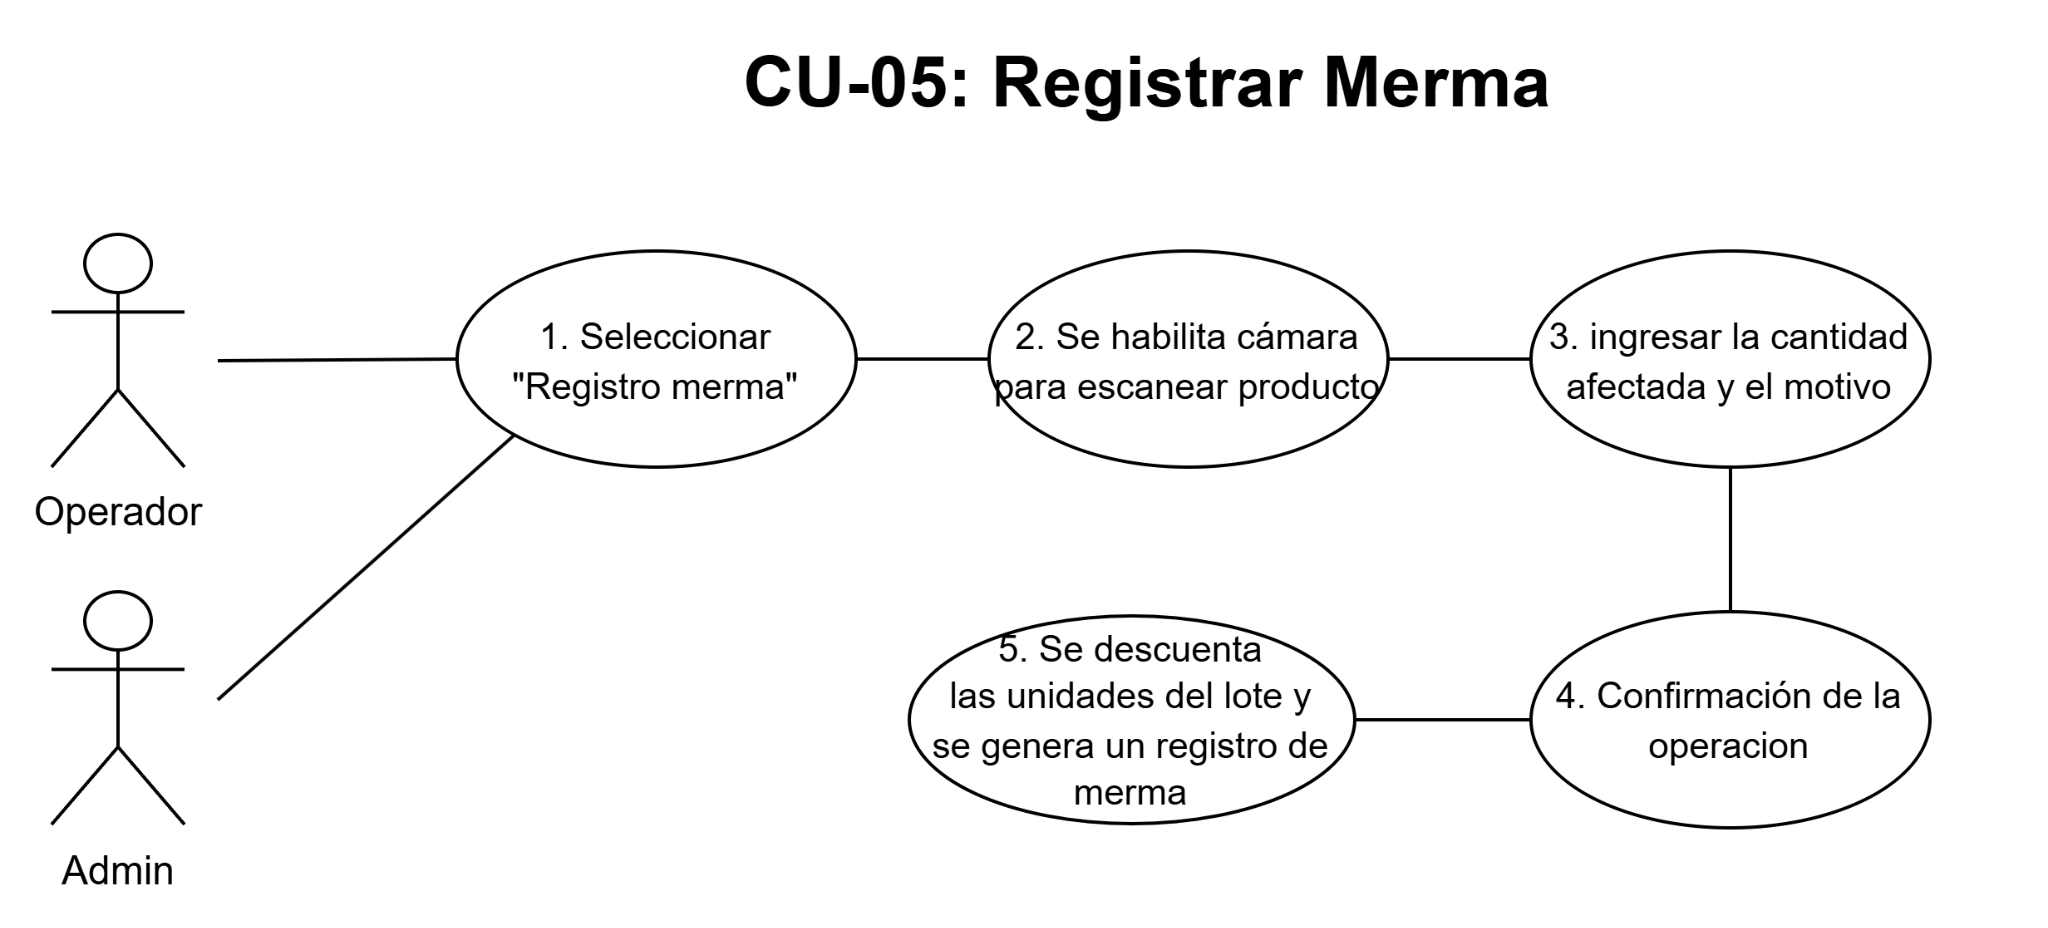 CU-05: Registrar Merma
1. Seleccionar
"Registro merma"
2. Se habilita cámara
para escanear producto
3. ingresar la cantidad
afectada y el motivo
Operador
5. Se descuenta
las unidades del lote y
se genera un registro de
merma
4. Confirmación de la
operacion
Admin